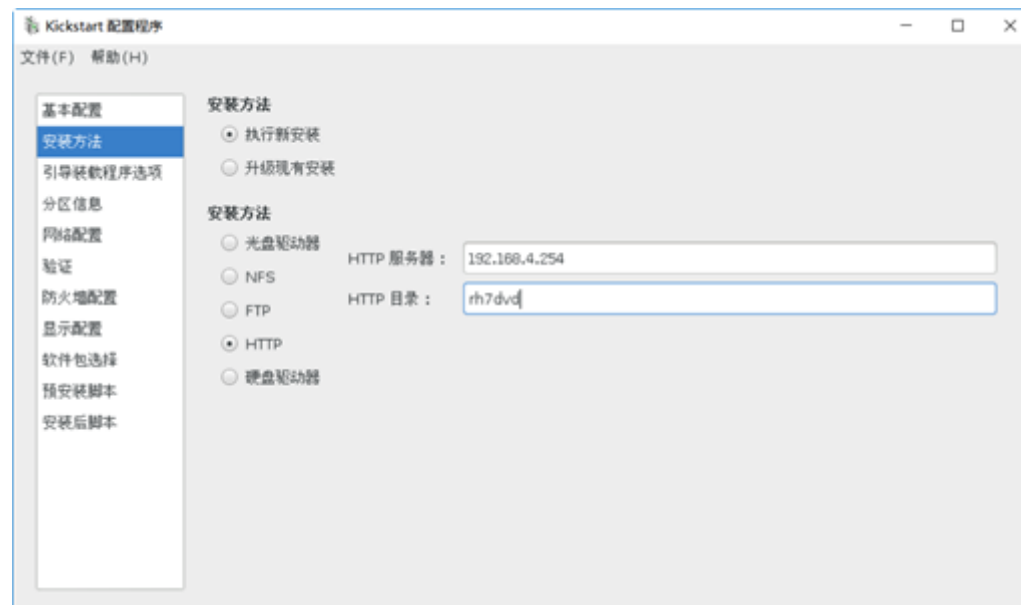 Kickstart 配置程序
文件(F) 帮助(H)
基本配置
安装方法
引导装载程序选项
分区信息
网络配置
验证
防火墙配置
显示配置
软件包选择
预安装脚本
安装后脚本
安装方法
执行新安装
升级现有安装
安装方法
光盘驱动器
NFS
FTP
HTTP
硬盘驱动器
HTTP 服务器： 192.168.4.254
HTTP 目录： rh7dvd